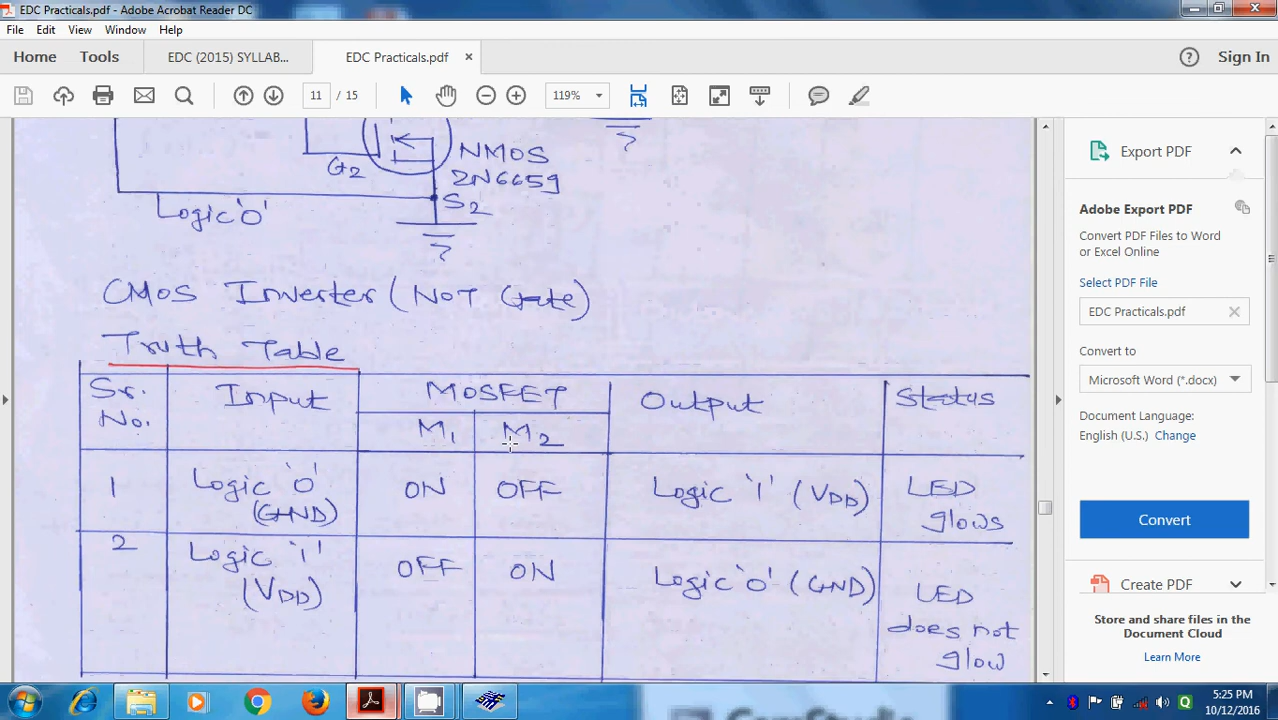 EDC Practicals.pdf - Adobe Acrobat Reader DC
File Edit View Window Help
Home Tools EDC (2015) SYLLAB... EDC Practicals.pdf × ? Sign In
11 / 15 119%
G2
NMOS
2N6659
S2
Logic '0'
CMOS Inverter (NOT Gate)
Truth Table
Sr. No. Input MOSFET Output Status
M1 M2
1 Logic '0' ON OFF Logic '1' (VDD) LED
(GND) glows
2 Logic '1' OFF ON Logic '0' (GND) LED
(VDD) does not
glow
Export PDF
Adobe Export PDF
Convert PDF Files to Word
or Excel Online
Select PDF File
EDC Practicals.pdf
Convert to
Microsoft Word (*.docx)
Document Language:
English (U.S.) Change
Convert
Create PDF
Store and share files in the
Document Cloud
Learn More
5:25 PM
10/12/2016